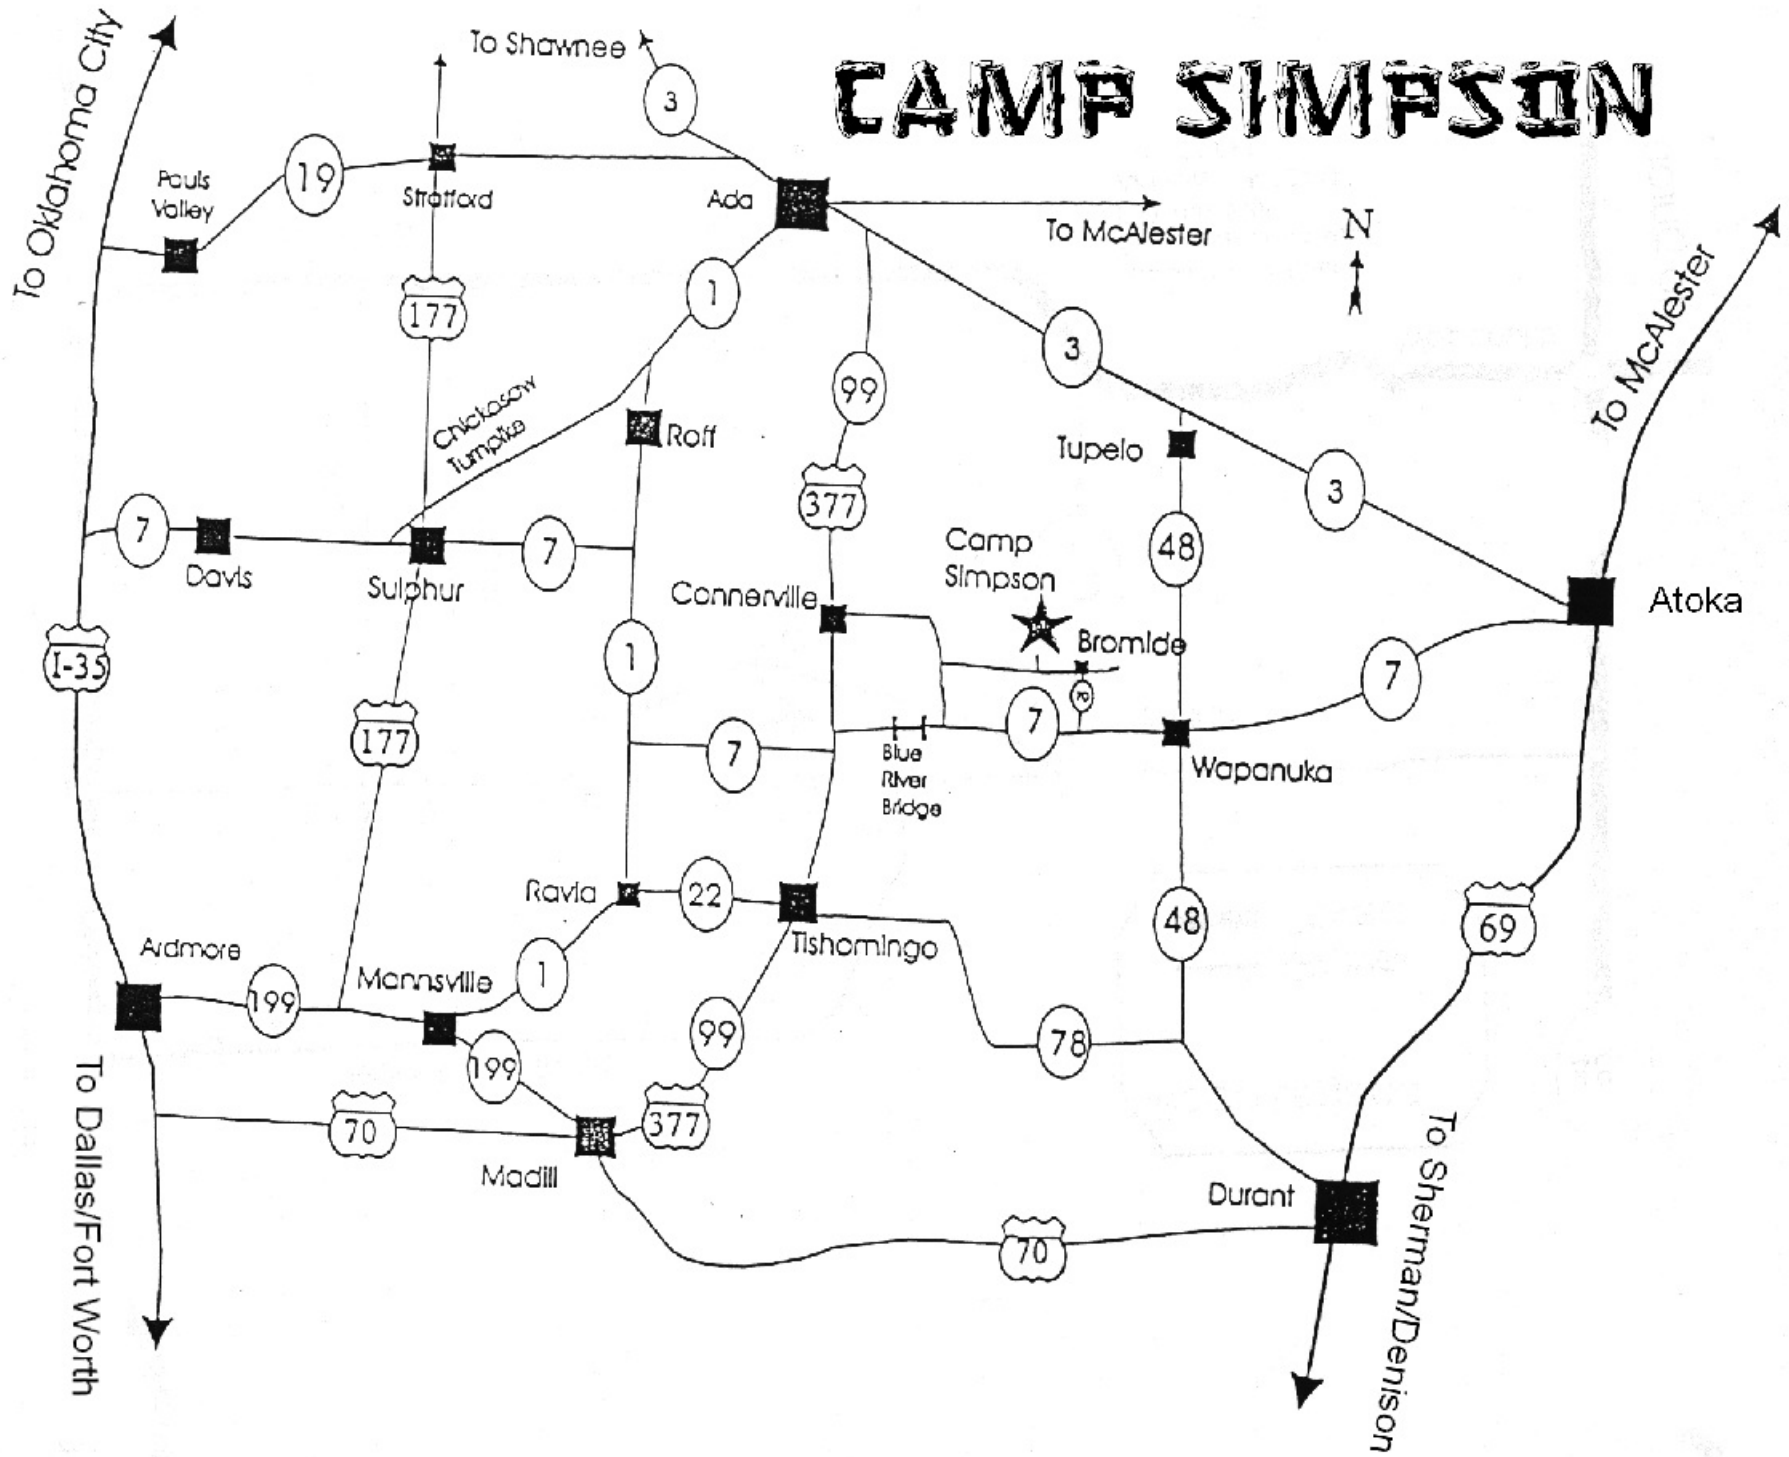 CAMP SIMPSON
To Oklahoma City
To Shawnee
3
19
Pauls
Valley
Stratford
Ada
To McAlester
N
To McAlester
177
1
3
99
Chickasaw
Turnpike
Roff
377
Tupelo
3
7
Davis
Sulphur
7
48
Camp
Simpson
Connerville
Bromide
Atoka
I-35
1
70
7
7
177
7
Blue
River
Bridge
Wapanuka
Ravia
22
Tishomingo
48
69
Ardmore
199
Mannsville
1
99
78
199
To Dallas/Fort Worth
70
377
Madill
Durant
70
To Sherman/Denison